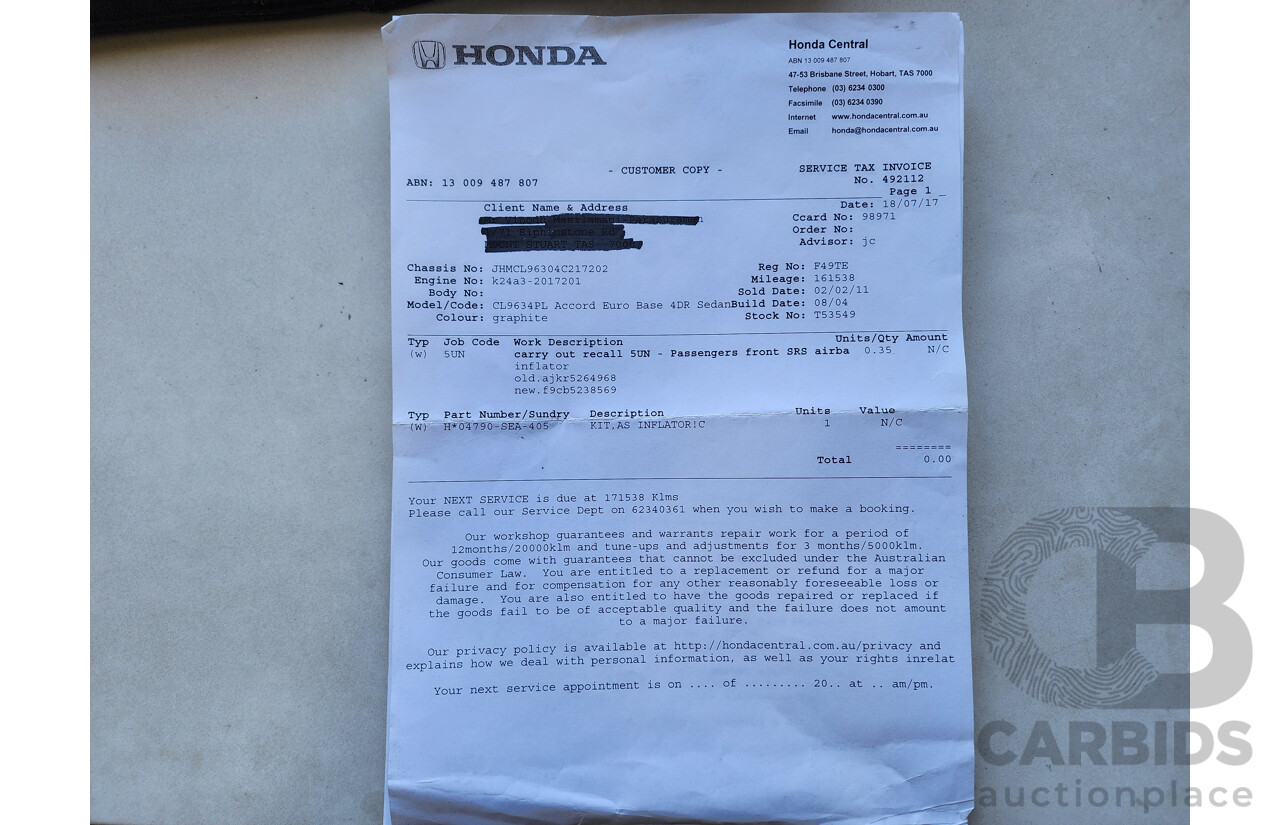 HONDA
Honda Central
ABN 13 009 487 807
47-53 Brisbane Street, Hobart, TAS 7000
Telephone (03) 6234 0300
Facsimile (03) 6234 0390
Internet www.hondacentral.com.au
Email honda@hondacentral.com.au
- CUSTOMER COPY -
SERVICE TAX INVOICE
No. 492112
Page 1
ABN: 13 009 487 807
Client Name & Address
Date: 18/07/17
Ccard No: 98971
Order No:
Advisor: jc
Chassis No: JHMCL96304C217202 Reg No: F49TE
Engine No: k24a3-2017201 Mileage: 161538
Body No: Sold Date: 02/02/11
Model/Code: CL9634PL Accord Euro Base 4DR SedanBuild Date: 08/04
Colour: graphite Stock No: T53549
Typ Job Code Work Description Units/Qty Amount
(w) 5UN carry out recall 5UN - Passengers front SRS airba 0.35 N/C
inflator
old.ajkr5264968
new.f9cb5238569
Typ Part Number/Sundry Description Units Value
(W) H*04790-SEA-405 KIT,AS INFLATOR!C 1 N/C
========
Total 0.00
Your NEXT SERVICE is due at 171538 Klms
Please call our Service Dept on 62340361 when you wish to make a booking.
Our workshop guarantees and warrants repair work for a period of
12months/20000klm and tune-ups and adjustments for 3 months/5000klm.
Our goods come with guarantees that cannot be excluded under the Australian
Consumer Law. You are entitled to a replacement or refund for a major
failure and for compensation for any other reasonably foreseeable loss or
damage. You are also entitled to have the goods repaired or replaced if
the goods fail to be of acceptable quality and the failure does not amount
to a major failure.
Our privacy policy is available at http://hondacentral.com.au/privacy and
explains how we deal with personal information, as well as your rights inrelat
Your next service appointment is on .... of ......... 20.. at .. am/pm.
CB
CARBIDS
auctionplace